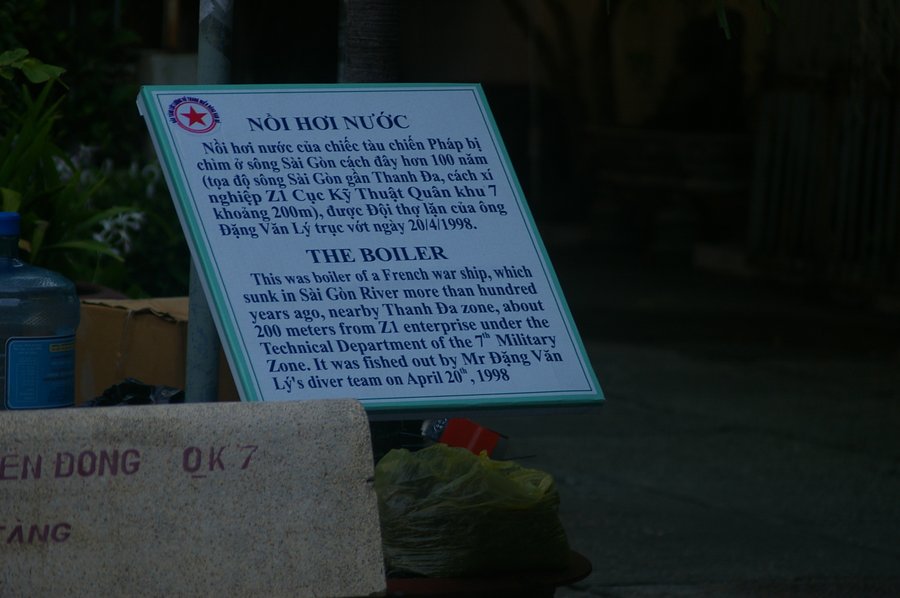 NỒI HƠI NƯỚC
Nồi hơi nước của chiếc tàu chiến Pháp bị
chìm ở sông Sài Gòn cách đây hơn 100 năm
(tọa độ sông Sài Gòn gần Thanh Đa, cách xí
nghiệp Z1 Cục Kỹ Thuật Quân khu 7
khoảng 200m), được Đội thợ lặn của ông
Đặng Văn Lý trục vớt ngày 20/4/1998.
THE BOILER
This was boiler of a French war ship, which
sunk in Sài Gòn River more than hundred
years ago, nearby Thanh Đa zone, about
200 meters from Z1 enterprise under the
Technical Department of the 7th Military
Zone. It was fished out by Mr Đặng Văn
Lý's diver team on April 20th, 1998
ĐÔNG QK7
TÀNG